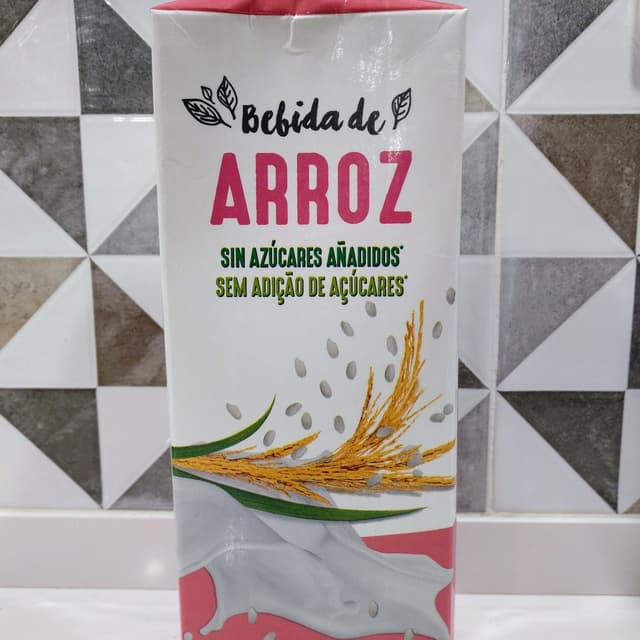 Bebida de
ARROZ
SIN AZÚCARES AÑADIDOS*
SEM ADIÇÃO DE AÇÚCARES*